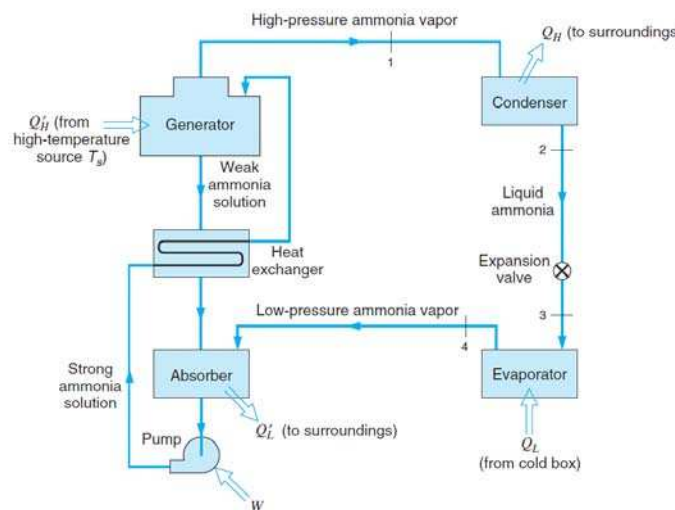 High-pressure ammonia vapor
1
Q_H (to surroundings)
Condenser
Q'_H (from
high-temperature
source T_s)
Generator
2
Weak
ammonia
solution
Liquid
ammonia
Heat
exchanger
Expansion
valve
Low-pressure ammonia vapor
3
4
Strong
ammonia
solution
Absorber
Evaporator
Q'_L (to surroundings)
Pump
Q_L
(from cold box)
W